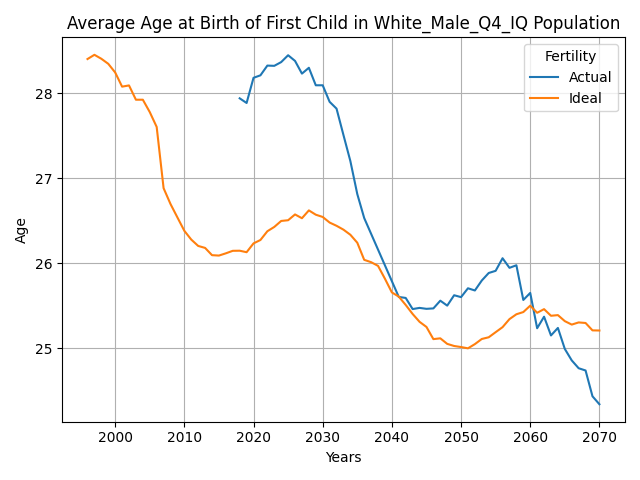 Average Age at Birth of First Child in White_Male_Q4_IQ Population
Fertility
Actual
Ideal
28
27
26
25
Age
2000 2010 2020 2030 2040 2050 2060 2070
Years